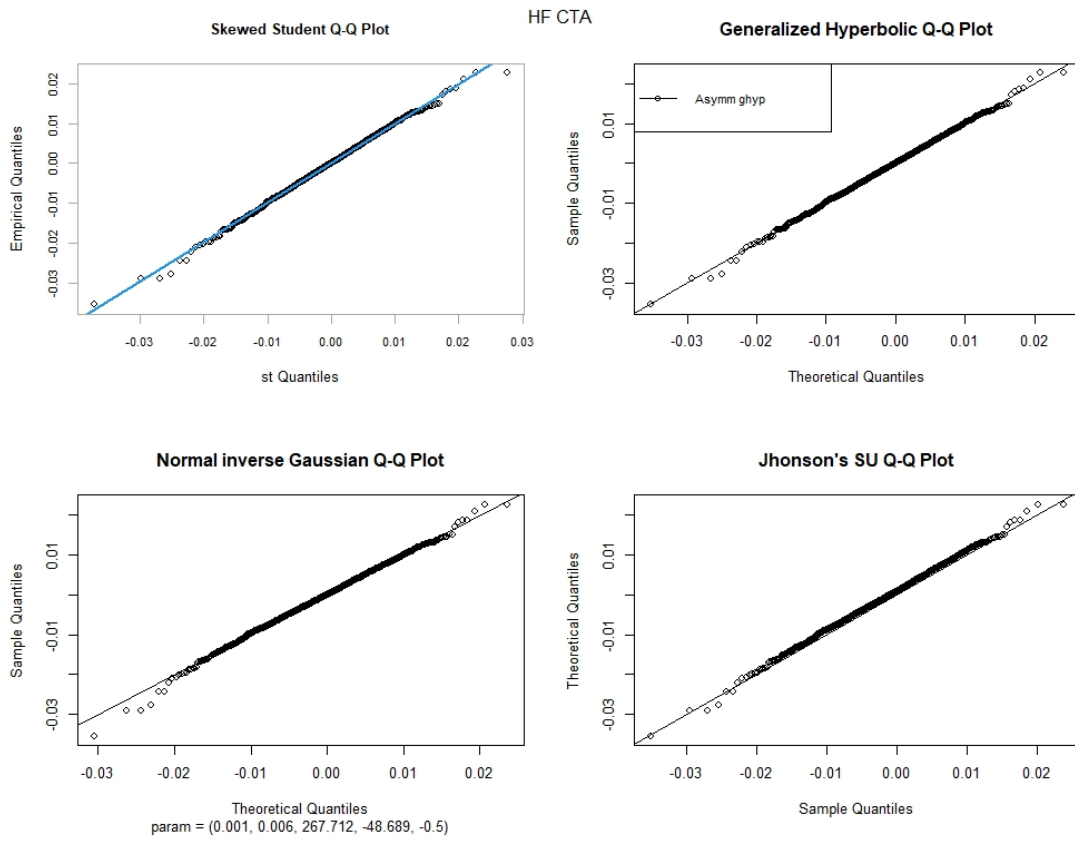 HF CTA
Skewed Student Q-Q Plot
Empirical Quantiles
0.02
0.01
0.00
-0.01
-0.02
-0.03
-0.03 -0.02 -0.01 0.00 0.01 0.02 0.03
st Quantiles
Generalized Hyperbolic Q-Q Plot
Asymm ghyp
Sample Quantiles
0.01
-0.01
-0.03
-0.03 -0.02 -0.01 0.00 0.01 0.02
Theoretical Quantiles
Normal inverse Gaussian Q-Q Plot
Sample Quantiles
0.01
-0.01
-0.03
-0.03 -0.02 -0.01 0.00 0.01 0.02
Theoretical Quantiles
param = (0.001, 0.006, 267.712, -48.689, -0.5)
Jhonson's SU Q-Q Plot
Theoretical Quantiles
0.01
-0.01
-0.03
-0.03 -0.02 -0.01 0.00 0.01 0.02
Sample Quantiles